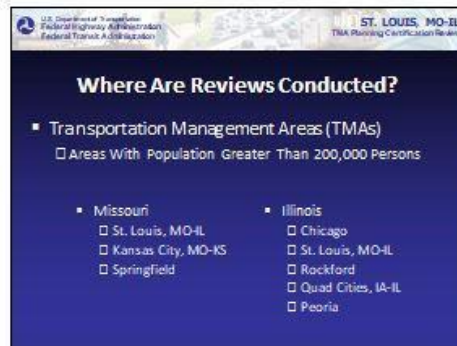 U.S. Department of Transportation
Federal Highway Administration
Federal Transit Administration
ST. LOUIS, MO-IL
TMA Planning Certification Review
Where Are Reviews Conducted?
Transportation Management Areas (TMAs)
Areas With Population Greater Than 200,000 Persons
Missouri
St. Louis, MO-IL
Kansas City, MO-KS
Springfield
Illinois
Chicago
St. Louis, MO-IL
Rockford
Quad Cities, IA-IL
Peoria